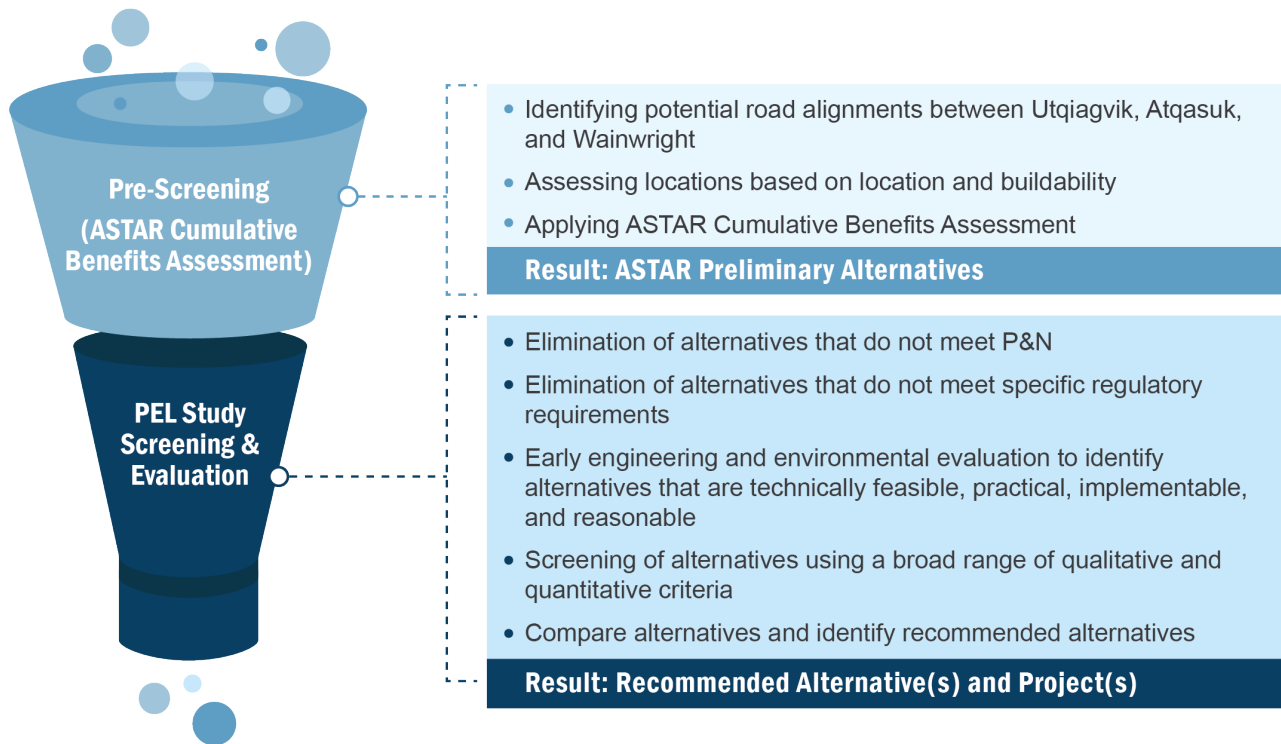 Pre-Screening
(ASTAR Cumulative
Benefits Assessment)
• Identifying potential road alignments between Utqiagvik, Atqasuk,
and Wainwright
• Assessing locations based on location and buildability
• Applying ASTAR Cumulative Benefits Assessment
Result: ASTAR Preliminary Alternatives
PEL Study
Screening &
Evaluation
• Elimination of alternatives that do not meet P&N
• Elimination of alternatives that do not meet specific regulatory
requirements
• Early engineering and environmental evaluation to identify
alternatives that are technically feasible, practical, implementable,
and reasonable
• Screening of alternatives using a broad range of qualitative and
quantitative criteria
• Compare alternatives and identify recommended alternatives
Result: Recommended Alternative(s) and Project(s)